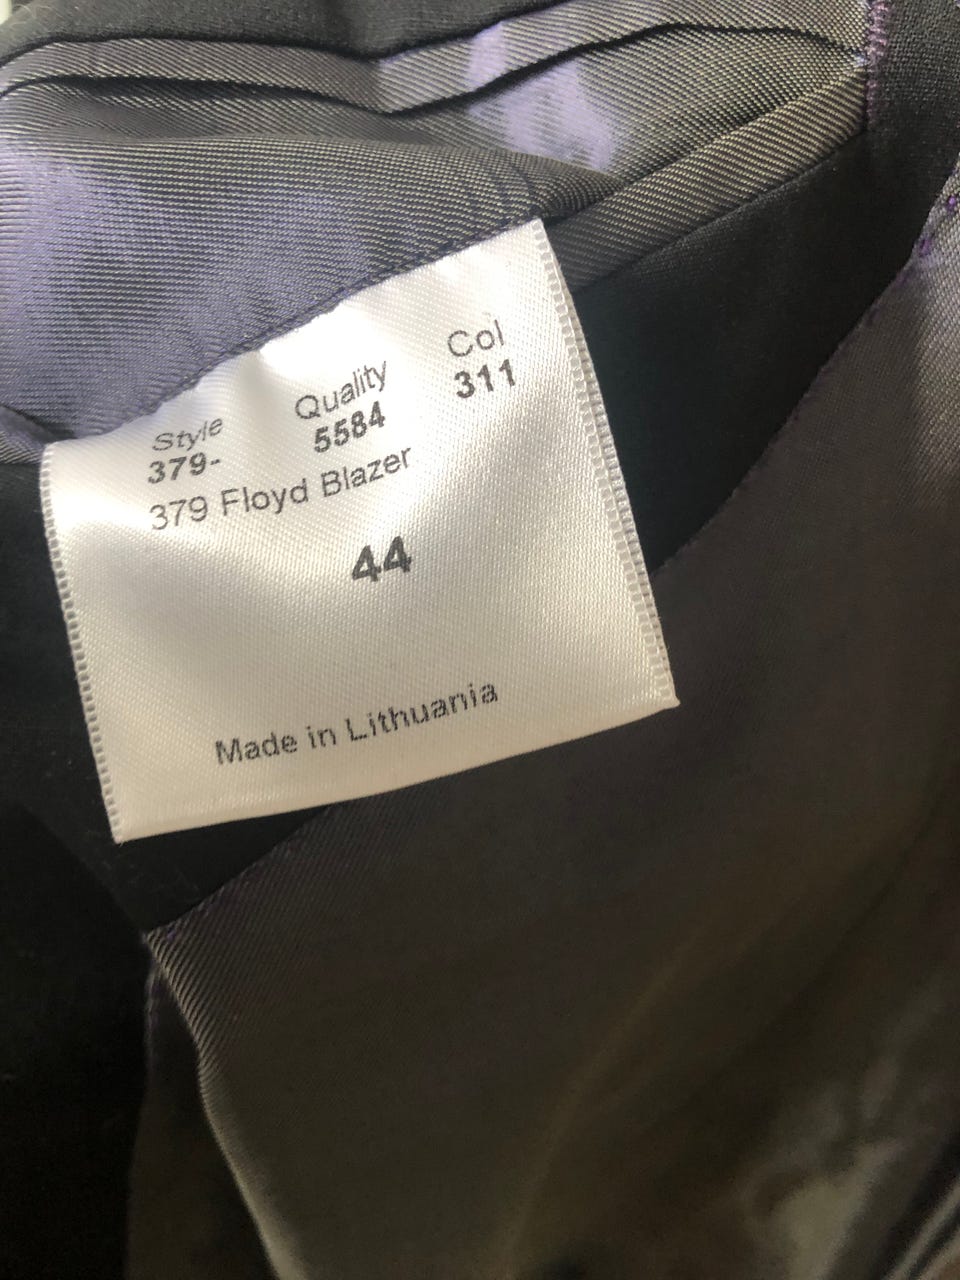 Style Quality Col
379- 5584 311
379 Floyd Blazer
44
Made in Lithuania